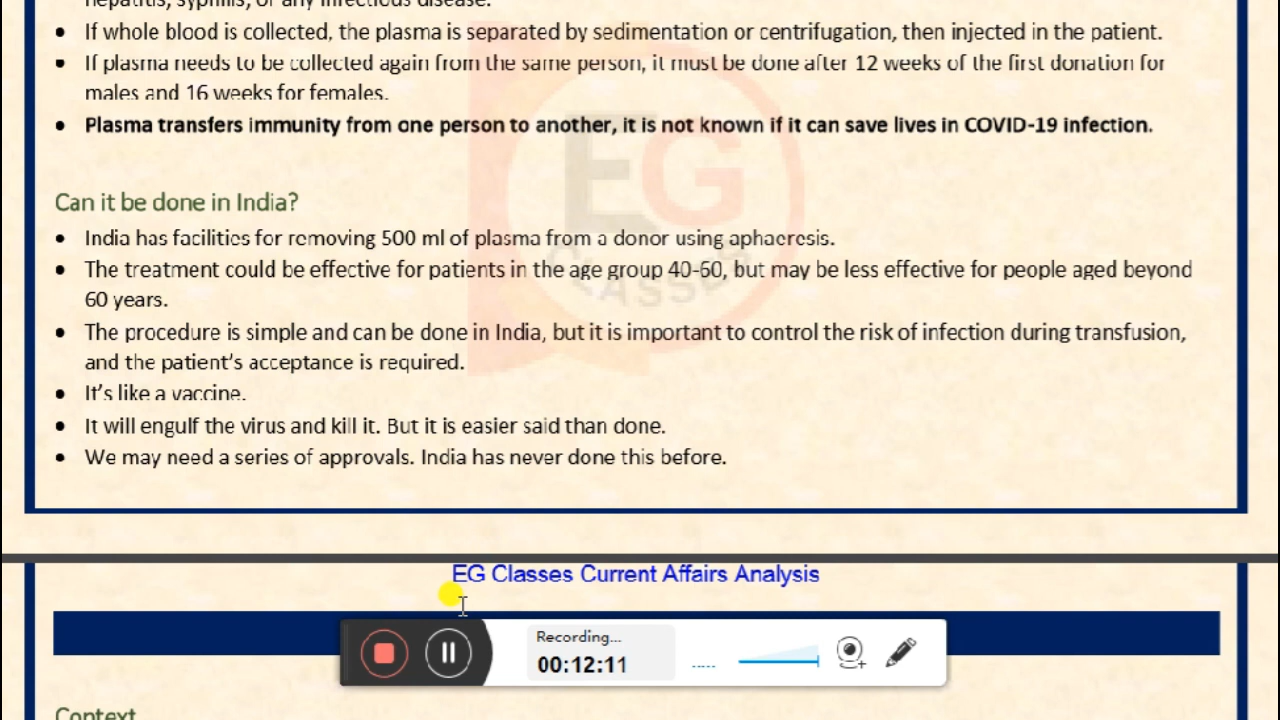 hepatitis, syphilis, or any infectious disease.
• If whole blood is collected, the plasma is separated by sedimentation or centrifugation, then injected in the patient.
• If plasma needs to be collected again from the same person, it must be done after 12 weeks of the first donation for
males and 16 weeks for females.
• Plasma transfers immunity from one person to another, it is not known if it can save lives in COVID-19 infection.
EG
CLASSES
Can it be done in India?
• India has facilities for removing 500 ml of plasma from a donor using aphaeresis.
• The treatment could be effective for patients in the age group 40-60, but may be less effective for people aged beyond
60 years.
• The procedure is simple and can be done in India, but it is important to control the risk of infection during transfusion,
and the patient's acceptance is required.
• It's like a vaccine.
• It will engulf the virus and kill it. But it is easier said than done.
• We may need a series of approvals. India has never done this before.
EG Classes Current Affairs Analysis
Recording...
00:12:11
Context